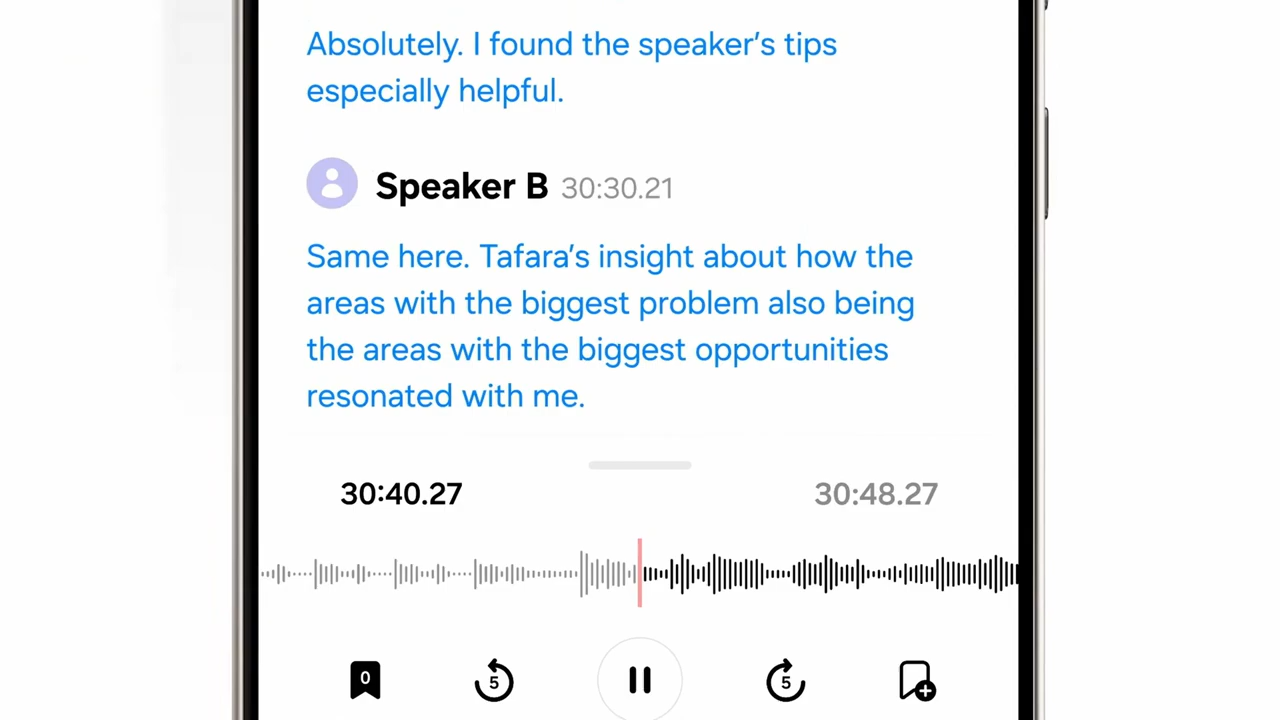 Absolutely. I found the speaker’s tips
especially helpful.
Speaker B 30:30.21
Same here. Tafara’s insight about how the
areas with the biggest problem also being
the areas with the biggest opportunities
resonated with me.
30:40.27 30:48.27
0 5 5